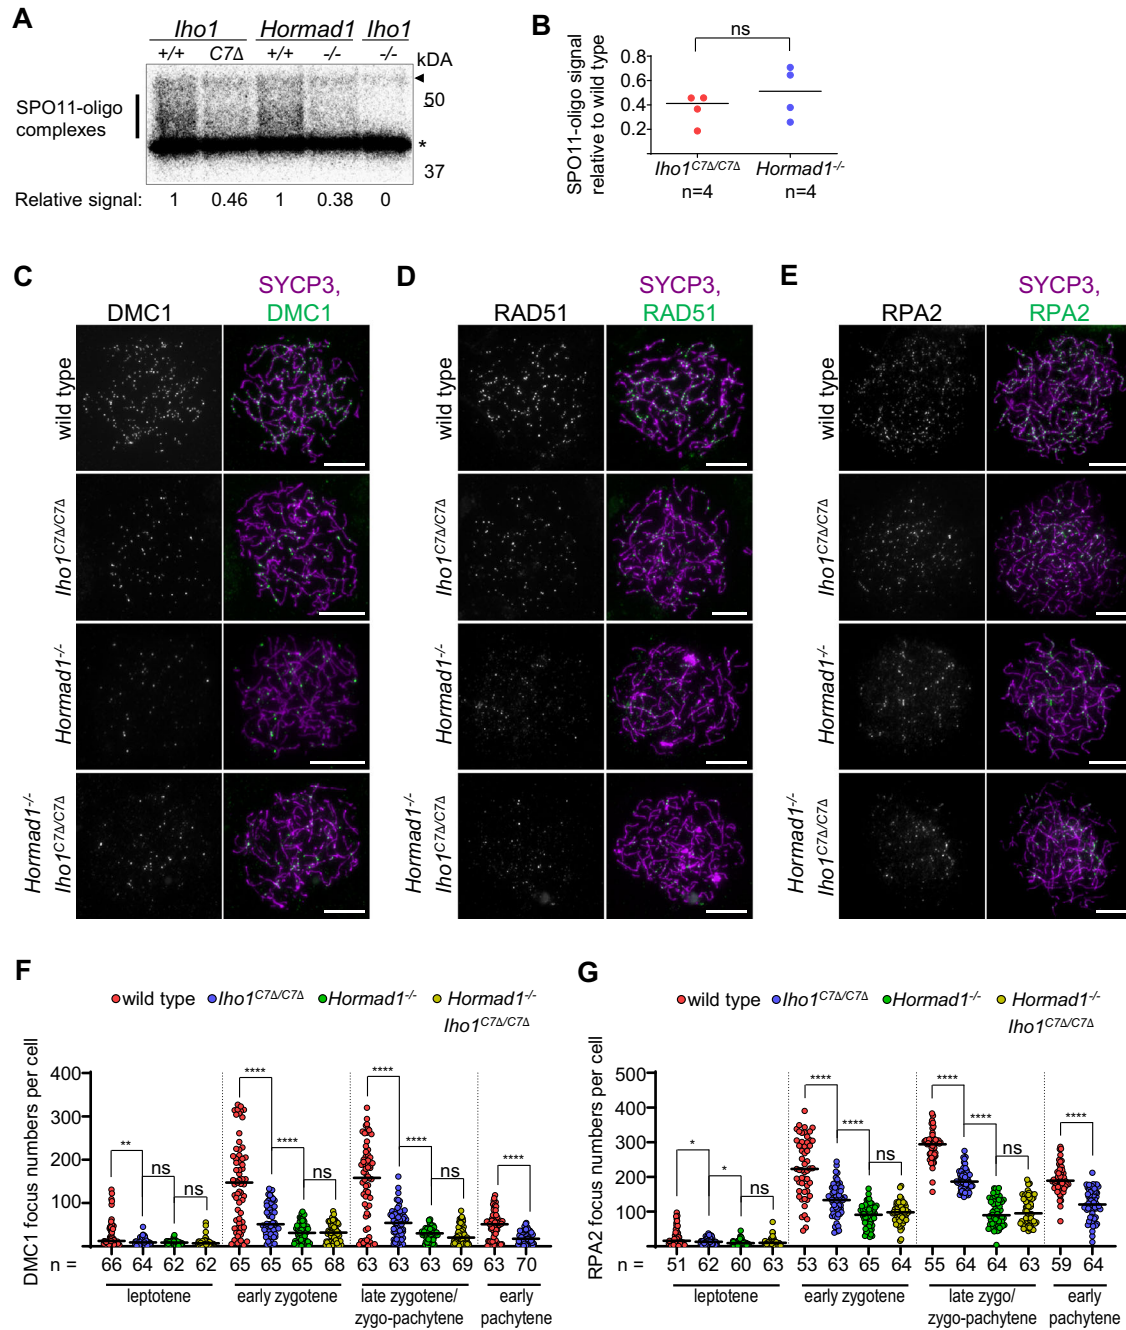 A
Iho1 Hormad1 Iho1
+/+ C7Δ +/+ -/- -/- kDA
SPO11-oligo
complexes
50
*
37
Relative signal: 1 0.46 1 0.38 0
B
ns
SPO11-oligo signal
relative to wild type
0.8
0.6
0.4
0.2
Iho1C7Δ/C7Δ Hormad1-/-
n=4 n=4
C
SYCP3,
DMC1 DMC1
wild type
Iho1C7Δ/C7Δ
Hormad1-/-
Hormad1-/-
Iho1C7Δ/C7Δ
D
SYCP3,
RAD51 RAD51
wild type
Iho1C7Δ/C7Δ
Hormad1-/-
Hormad1-/-
Iho1C7Δ/C7Δ
E
SYCP3,
RPA2 RPA2
wild type
Iho1C7Δ/C7Δ
Hormad1-/-
Hormad1-/-
Iho1C7Δ/C7Δ
F
wild type Iho1C7Δ/C7Δ Hormad1-/- Hormad1-/-
Iho1C7Δ/C7Δ
DMC1 focus numbers per cell
400
300
200
100
** ns ns
**** **** ns
**** **** ns
****
n = 66 64 62 62 65 65 65 68 63 63 63 69 63 70
leptotene early zygotene late zygotene/ early
zygo-pachytene pachytene
G
wild type Iho1C7Δ/C7Δ Hormad1-/- Hormad1-/-
Iho1C7Δ/C7Δ
RPA2 focus numbers per cell
500
400
300
200
100
* * ns
**** **** ns
**** **** ns
****
n = 51 62 60 63 53 63 65 64 55 64 64 63 59 64
leptotene early zygotene late zygo/ early
zygo-pachytene pachytene